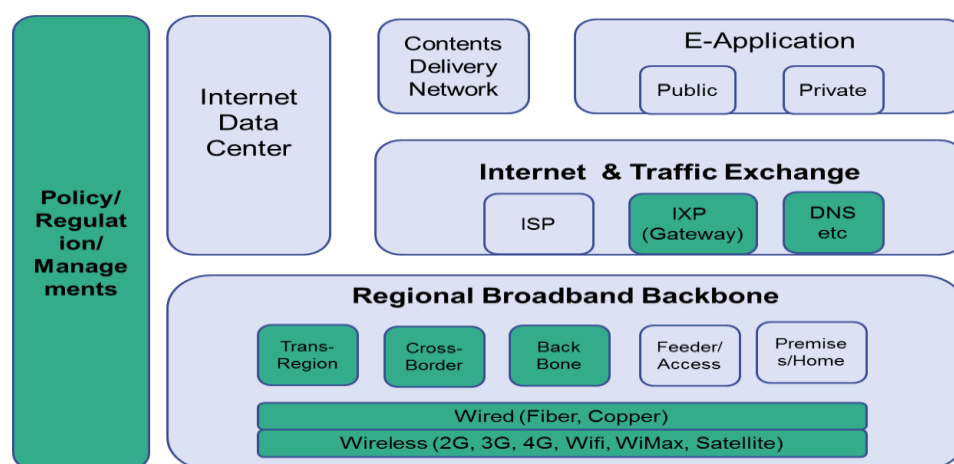 Policy/
Regulat
ion/
Manage
ments
Internet
Data
Center
Contents
Delivery
Network
E-Application
Public
Private
Internet & Traffic Exchange
ISP
IXP
(Gateway)
DNS
etc
Regional Broadband Backbone
Trans-
Region
Cross-
Border
Back
Bone
Feeder/
Access
Premise
s/Home
Wired (Fiber, Copper)
Wireless (2G, 3G, 4G, Wifi, WiMax, Satellite)